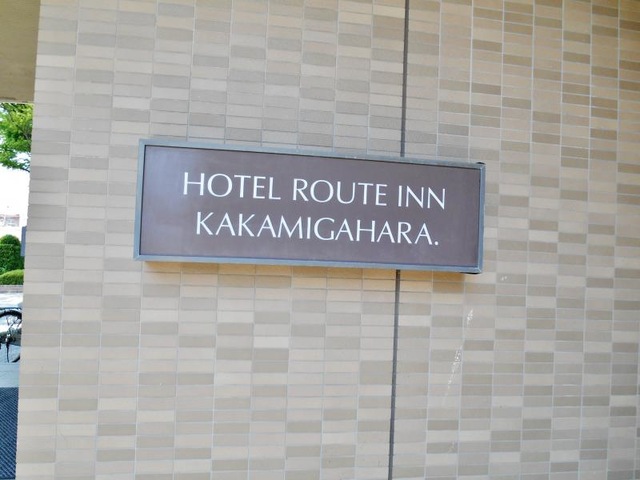 HOTEL ROUTE INN
KAKAMIGAHARA.